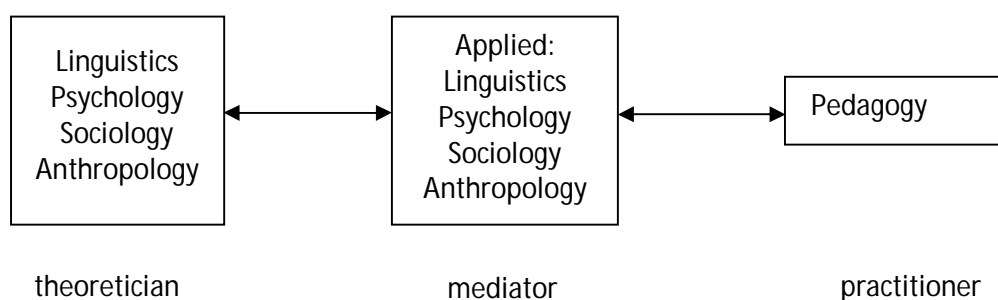 Linguistics
Psychology
Sociology
Anthropology
Applied:
Linguistics
Psychology
Sociology
Anthropology
Pedagogy
theoretician
mediator
practitioner